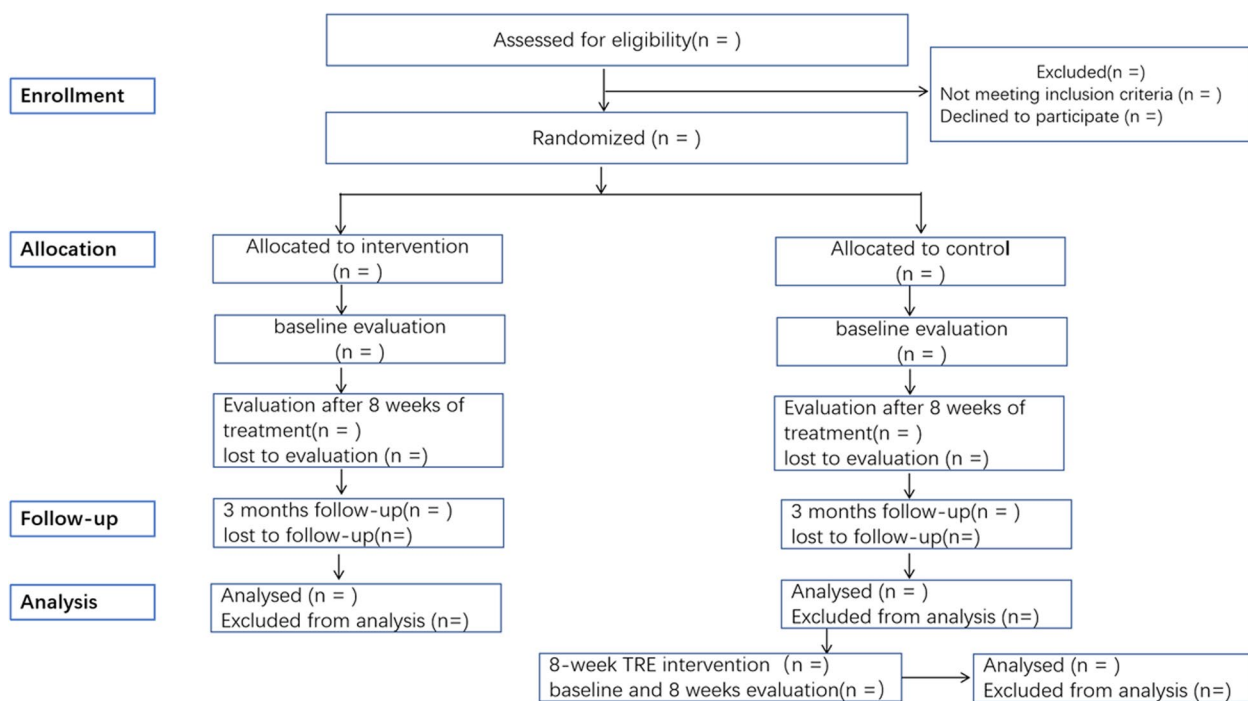 Assessed for eligibility(n = )
Enrollment
Excluded(n =)
Not meeting inclusion criteria (n = )
Declined to participate (n =)
Randomized (n = )
Allocation
Allocated to intervention
(n = )
Allocated to control
(n = )
baseline evaluation
(n = )
baseline evaluation
(n = )
Evaluation after 8 weeks of
treatment(n = )
lost to evaluation (n =)
Evaluation after 8 weeks of
treatment(n = )
lost to evaluation (n =)
Follow-up
3 months follow-up(n = )
lost to follow-up(n=)
3 months follow-up(n = )
lost to follow-up(n=)
Analysis
Analysed (n = )
Excluded from analysis (n=)
Analysed (n = )
Excluded from analysis (n=)
8-week TRE intervention (n =)
baseline and 8 weeks evaluation(n =)
Analysed (n = )
Excluded from analysis (n=)